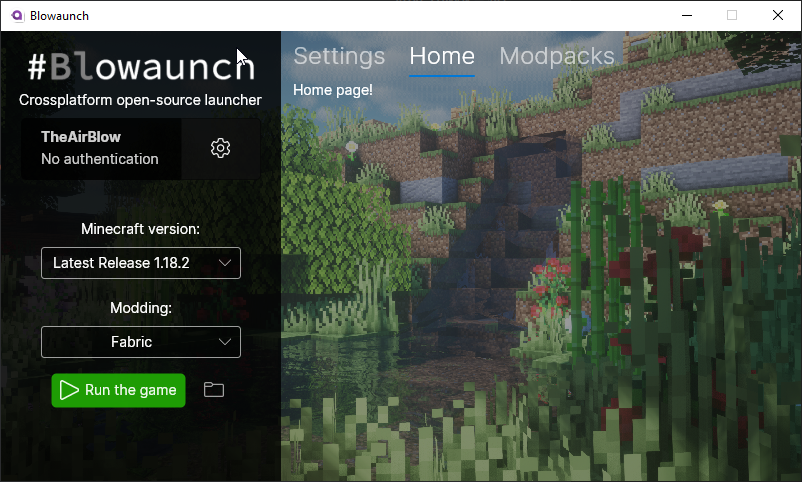 Blowaunch
#Blowaunch
Crossplatform open-source launcher
TheAirBlow
No authentication
Minecraft version:
Latest Release 1.18.2
Modding:
Fabric
Run the game
Settings Home Modpacks
Home page!